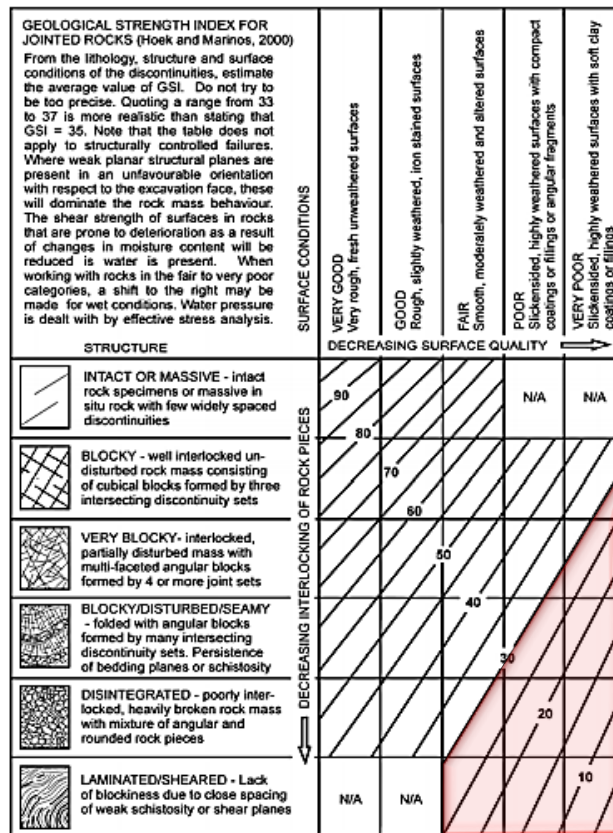 GEOLOGICAL STRENGTH INDEX FOR
JOINTED ROCKS (Hoek and Marinos, 2000)
From the lithology, structure and surface
conditions of the discontinuities, estimate
the average value of GSI. Do not try to
be too precise. Quoting a range from 33
to 37 is more realistic than stating that
GSI = 35. Note that the table does not
apply to structurally controlled failures.
Where weak planar structural planes are
present in an unfavourable orientation
with respect to the excavation face, these
will dominate the rock mass behaviour.
The shear strength of surfaces in rocks
that are prone to deterioration as a result
of changes in moisture content will be
reduced is water is present. When
working with rocks in the fair to very poor
categories, a shift to the right may be
made for wet conditions. Water pressure
is dealt with by effective stress analysis.
STRUCTURE
SURFACE CONDITIONS
VERY GOOD
Very rough, fresh unweathered surfaces
GOOD
Rough, slightly weathered, iron stained surfaces
FAIR
Smooth, moderately weathered and altered surfaces
POOR
Slickensided, highly weathered surfaces with compact
coatings or fillings or angular fragments
VERY POOR
Slickensided, highly weathered surfaces with soft clay
coatings or fillings
DECREASING SURFACE QUALITY
DECREASING INTERLOCKING OF ROCK PIECES
INTACT OR MASSIVE - intact
rock specimens or massive in
situ rock with few widely spaced
discontinuities
90
N/A
N/A
80
BLOCKY - well interlocked un-
disturbed rock mass consisting
of cubical blocks formed by three
intersecting discontinuity sets
70
60
VERY BLOCKY- interlocked,
partially disturbed mass with
multi-faceted angular blocks
formed by 4 or more joint sets
50
BLOCKY/DISTURBED/SEAMY
- folded with angular blocks
formed by many intersecting
discontinuity sets. Persistence
of bedding planes or schistosity
40
30
DISINTEGRATED - poorly inter-
locked, heavily broken rock mass
with mixture of angular and
rounded rock pieces
20
LAMINATED/SHEARED - Lack
of blockiness due to close spacing
of weak schistosity or shear planes
N/A
N/A
10